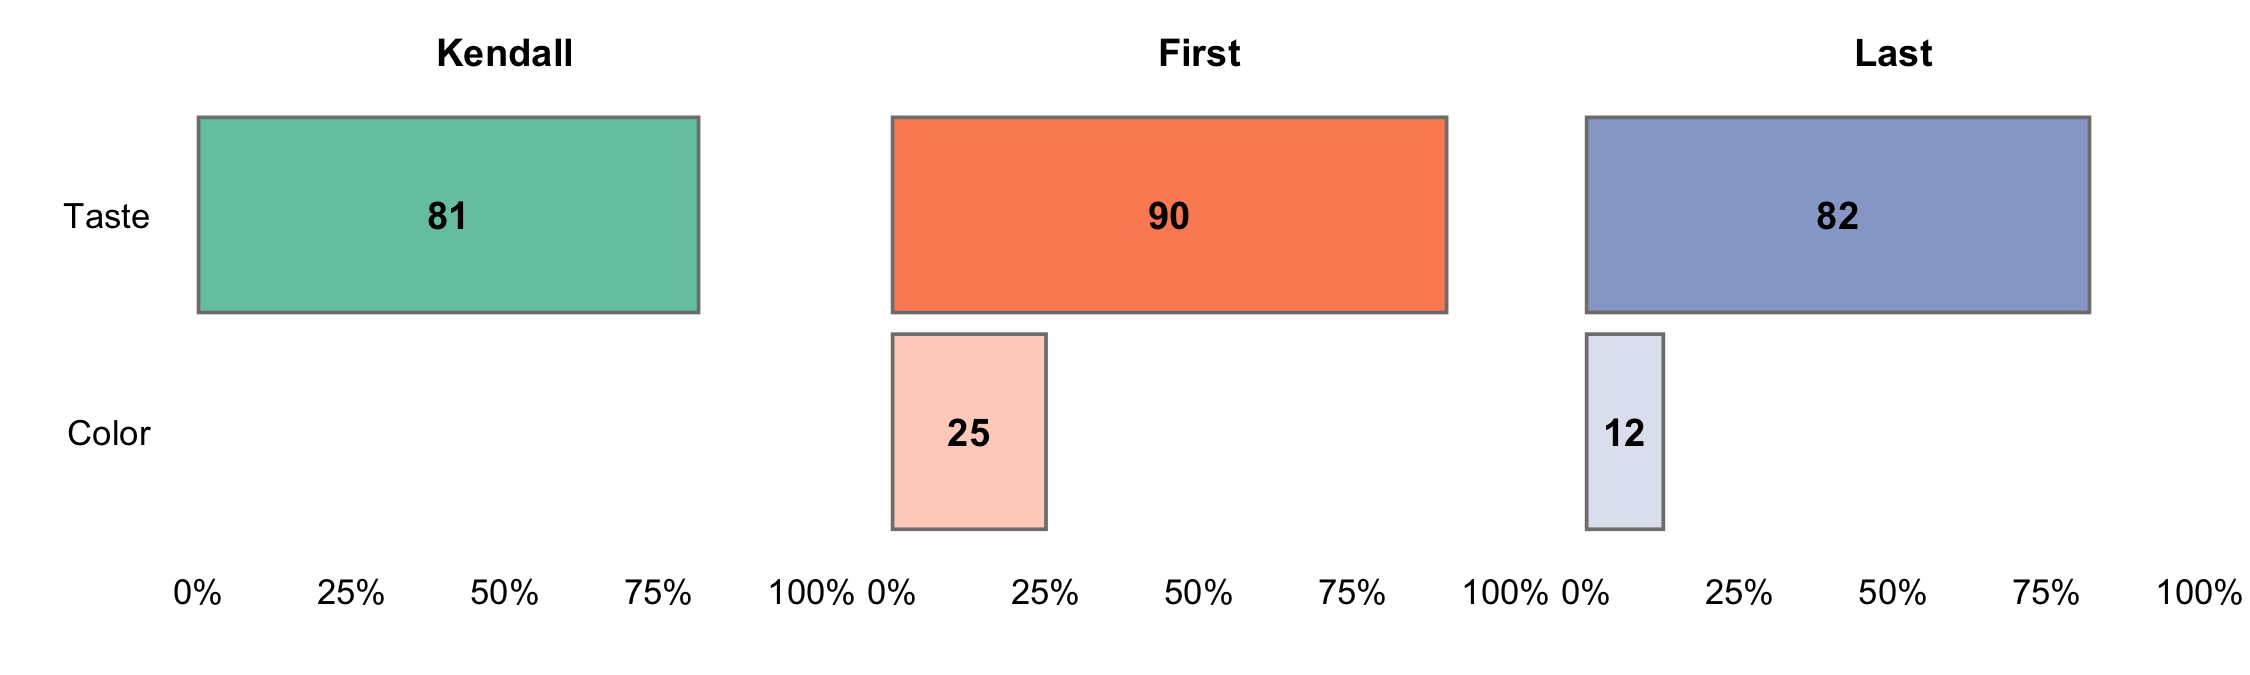 Kendall First Last
Taste 81 90 82
Color 25 12
0% 25% 50% 75% 100% 0% 25% 50% 75% 100% 0% 25% 50% 75% 100%